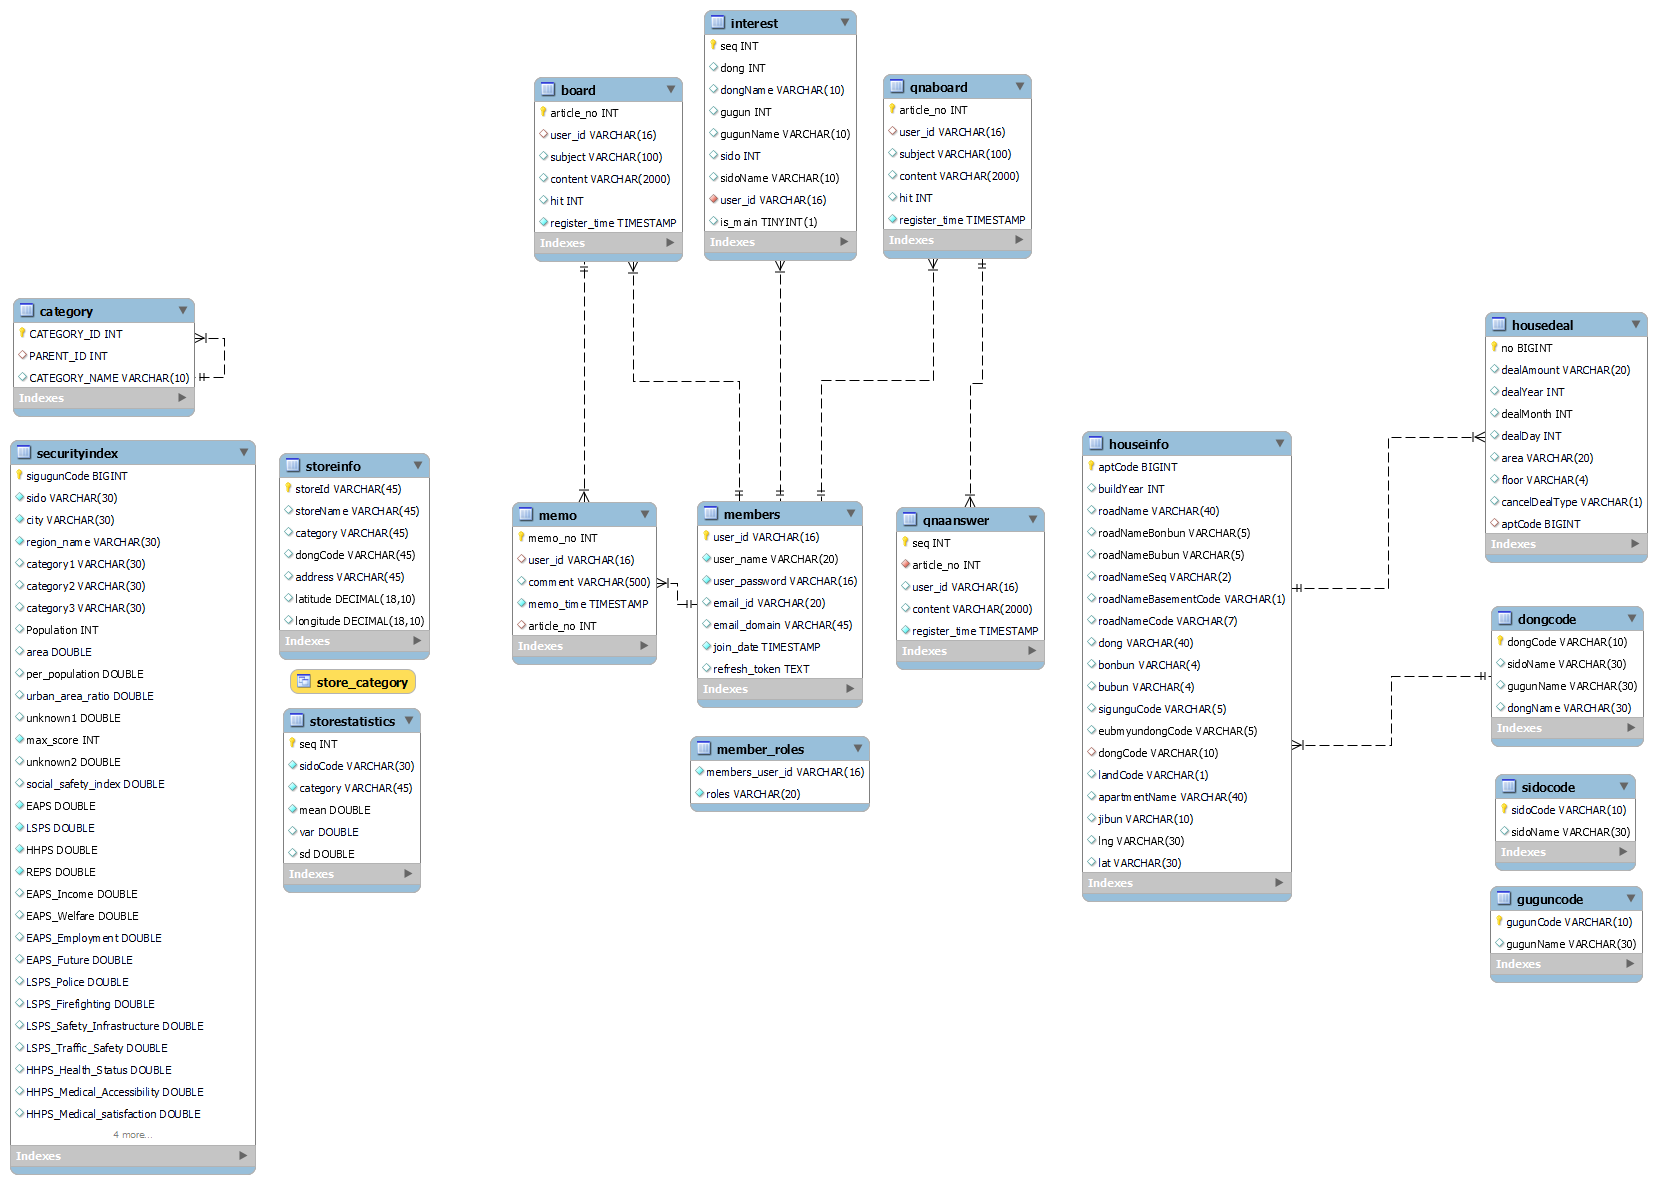 interest
seq INT
dong INT
dongName VARCHAR(10)
gugun INT
gugunName VARCHAR(10)
sido INT
sidoName VARCHAR(10)
user_id VARCHAR(16)
is_main TINYINT(1)
Indexes
board
article_no INT
user_id VARCHAR(16)
subject VARCHAR(100)
content VARCHAR(2000)
hit INT
register_time TIMESTAMP
Indexes
qnaboard
article_no INT
user_id VARCHAR(16)
subject VARCHAR(100)
content VARCHAR(2000)
hit INT
register_time TIMESTAMP
Indexes
category
CATEGORY_ID INT
PARENT_ID INT
CATEGORY_NAME VARCHAR(10)
Indexes
housedeal
no BIGINT
dealAmount VARCHAR(20)
dealYear INT
dealMonth INT
dealDay INT
area VARCHAR(20)
floor VARCHAR(4)
cancelDealType VARCHAR(1)
aptCode BIGINT
Indexes
securityindex
sigugunCode BIGINT
sido VARCHAR(30)
city VARCHAR(30)
region_name VARCHAR(30)
category1 VARCHAR(30)
category2 VARCHAR(30)
category3 VARCHAR(30)
Population INT
area DOUBLE
per_population DOUBLE
urban_area_ratio DOUBLE
unknown1 DOUBLE
max_score INT
unknown2 DOUBLE
social_safety_index DOUBLE
EAPS DOUBLE
LSPS DOUBLE
HHPS DOUBLE
REPS DOUBLE
EAPS_Income DOUBLE
EAPS_Welfare DOUBLE
EAPS_Employment DOUBLE
EAPS_Future DOUBLE
LSPS_Police DOUBLE
LSPS_Firefighting DOUBLE
LSPS_Safety_Infrastructure DOUBLE
LSPS_Traffic_Safety DOUBLE
HHPS_Health_Status DOUBLE
HHPS_Medical_Accessibility DOUBLE
HHPS_Medical_satisfaction DOUBLE
4 more...
Indexes
storeinfo
storeId VARCHAR(45)
storeName VARCHAR(45)
category VARCHAR(45)
dongCode VARCHAR(45)
address VARCHAR(45)
latitude DECIMAL(18,10)
longitude DECIMAL(18,10)
Indexes
store_category
storestatistics
seq INT
sidoCode VARCHAR(30)
category VARCHAR(45)
mean DOUBLE
var DOUBLE
sd DOUBLE
Indexes
memo
memo_no INT
user_id VARCHAR(16)
comment VARCHAR(500)
memo_time TIMESTAMP
article_no INT
Indexes
members
user_id VARCHAR(16)
user_name VARCHAR(20)
user_password VARCHAR(16)
email_id VARCHAR(20)
email_domain VARCHAR(45)
join_date TIMESTAMP
refresh_token TEXT
Indexes
member_roles
members_user_id VARCHAR(16)
roles VARCHAR(20)
qnaanswer
seq INT
article_no INT
user_id VARCHAR(16)
content VARCHAR(2000)
register_time TIMESTAMP
Indexes
houseinfo
aptCode BIGINT
buildYear INT
roadName VARCHAR(40)
roadNameBonbun VARCHAR(5)
roadNameBubun VARCHAR(5)
roadNameSeq VARCHAR(2)
roadNameBasementCode VARCHAR(1)
roadNameCode VARCHAR(7)
dong VARCHAR(40)
bonbun VARCHAR(4)
bubun VARCHAR(4)
sigunguCode VARCHAR(5)
eubmyundongCode VARCHAR(5)
dongCode VARCHAR(10)
landCode VARCHAR(1)
apartmentName VARCHAR(40)
jibun VARCHAR(10)
lng VARCHAR(30)
lat VARCHAR(30)
Indexes
dongcode
dongCode VARCHAR(10)
sidoName VARCHAR(30)
gugunName VARCHAR(30)
dongName VARCHAR(30)
Indexes
sidocode
sidoCode VARCHAR(10)
sidoName VARCHAR(30)
Indexes
guguncode
gugunCode VARCHAR(10)
gugunName VARCHAR(30)
Indexes